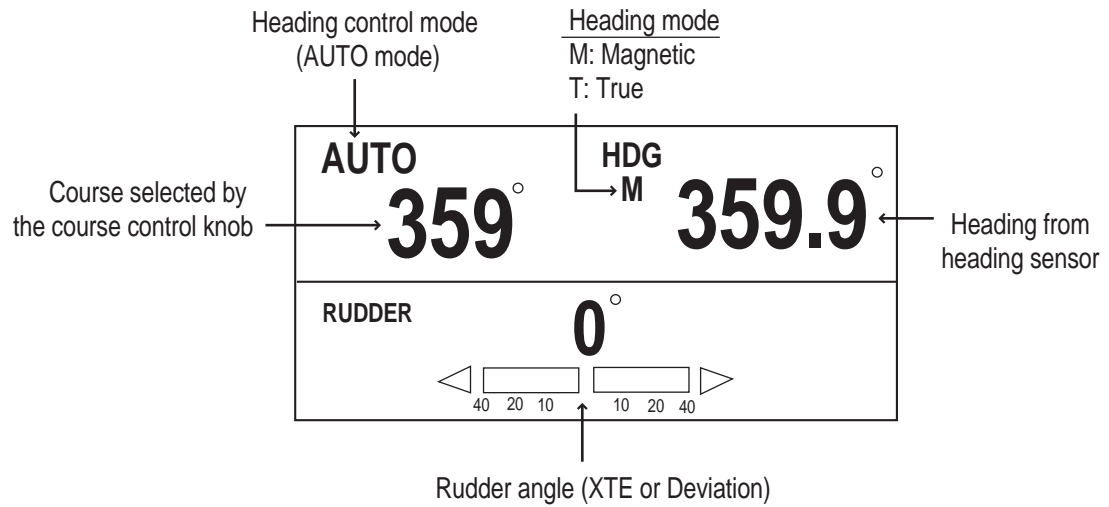 Heading control mode
(AUTO mode)
Heading mode
M: Magnetic
T: True
AUTO
HDG
M
359°
359.9°
Course selected by
the course control knob
Heading from
heading sensor
RUDDER
0°
40 20 10 10 20 40
Rudder angle (XTE or Deviation)